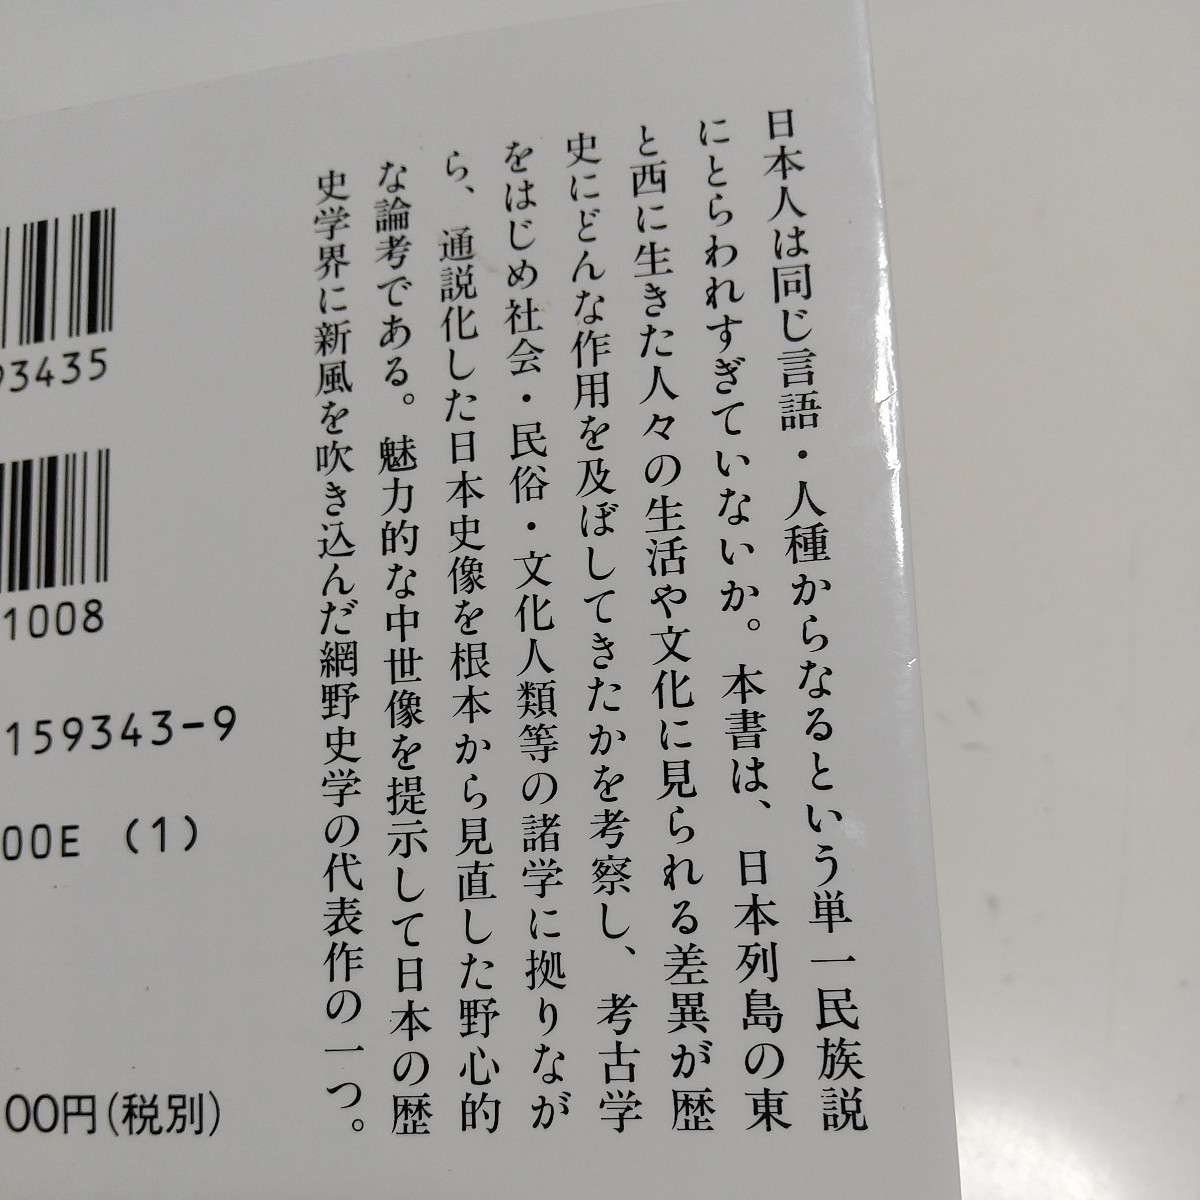 日本人は同じ言語・人種からなるという単一民族説
にとらわれすぎていないか。本書は、日本列島の東
と西に生きた人々の生活や文化に見られる差異が歴
史にどんな作用を及ぼしてきたかを考察し、考古学
をはじめ社会・民俗・文化人類等の諸学に拠りなが
ら、通説化した日本史像を根本から見直した野心的
な論考である。魅力的な中世像を提示して日本の歴
史学界に新風を吹き込んだ網野史学の代表作の一つ。
93435
1008
159343-9
00E (1)
00円(税別)